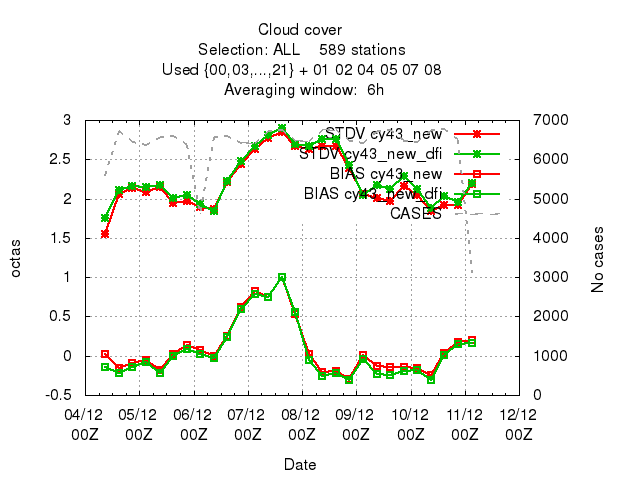 Cloud cover
Selection: ALL    589 stations
Used {00,03,...,21} + 01 02 04 05 07 08
Averaging window:  6h
3
2.5
2
1.5
1
0.5
0
-0.5
octas
7000
6000
5000
4000
3000
2000
1000
0
No cases
STDV cy43_new
STDV cy43_new_dfi
BIAS cy43_new
BIAS cy43_new_dfi
CASES
04/12 05/12 06/12 07/12 08/12 09/12 10/12 11/12 12/12
00Z 00Z 00Z 00Z 00Z 00Z 00Z 00Z 00Z
Date